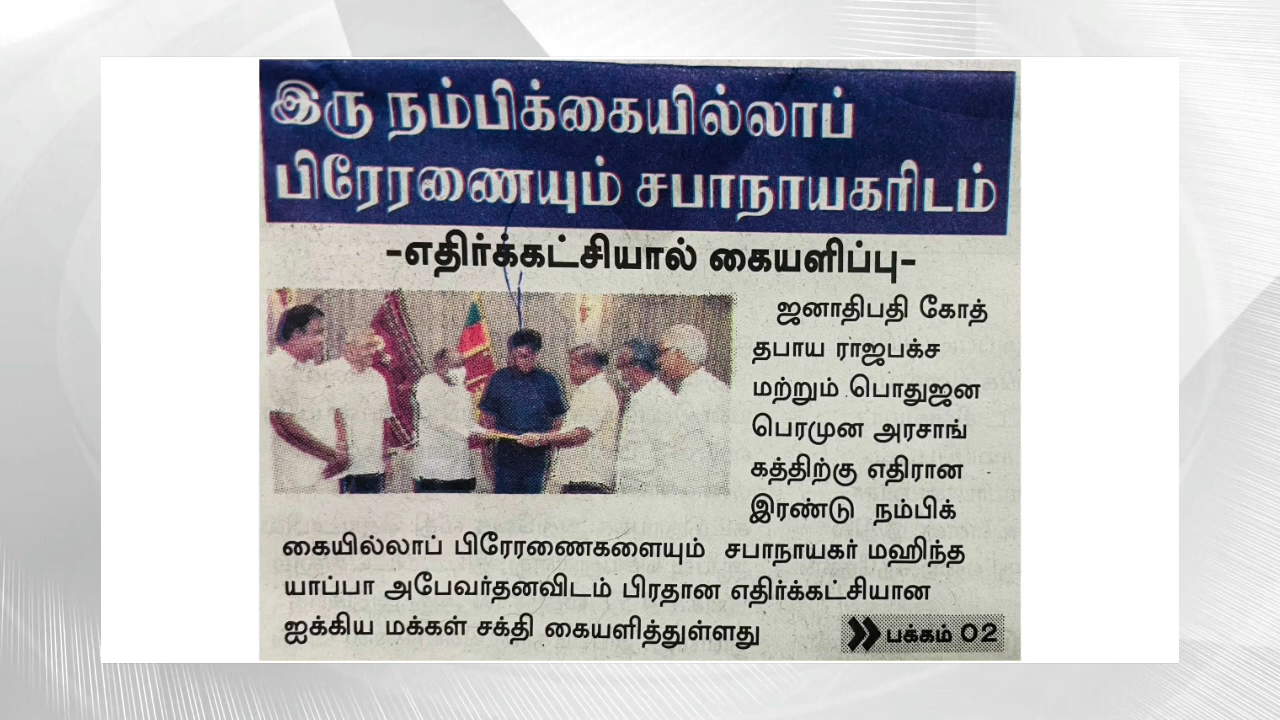 இரு நம்பிக்கையில்லாப்
பிரேரணையும் சபாநாயகரிடம்
-எதிர்க்கட்சியால் கையளிப்பு-
ஜனாதிபதி கோத்
தபாய ராஜபக்ச
மற்றும் பொதுஜன
பெரமுன அரசாங்
கத்திற்கு எதிரான
இரண்டு நம்பிக்
கையில்லாப் பிரேரணைகளையும் சபாநாயகர் மஹிந்த
யாப்பா அபேவர்தனவிடம் பிரதான எதிர்க்கட்சியான
ஐக்கிய மக்கள் சக்தி கையளித்துள்ளது
பக்கம் 02